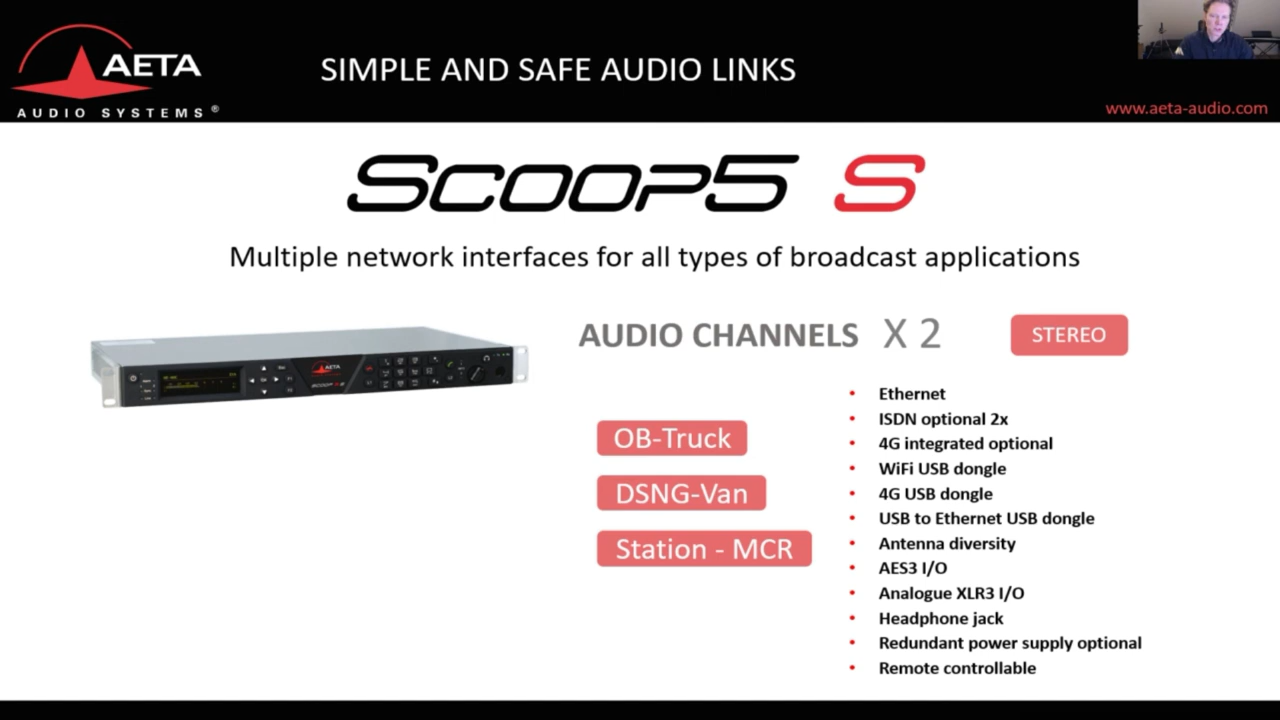 AETA
AUDIO SYSTEMS®
SIMPLE AND SAFE AUDIO LINKS
www.aeta-audio.com
SCOOP5 S
Multiple network interfaces for all types of broadcast applications
AUDIO CHANNELS X 2
STEREO
AETA
SCOOP 5 S
OB-Truck
DSNG-Van
Station - MCR
• Ethernet
• ISDN optional 2x
• 4G integrated optional
• WiFi USB dongle
• 4G USB dongle
• USB to Ethernet USB dongle
• Antenna diversity
• AES3 I/O
• Analogue XLR3 I/O
• Headphone jack
• Redundant power supply optional
• Remote controllable